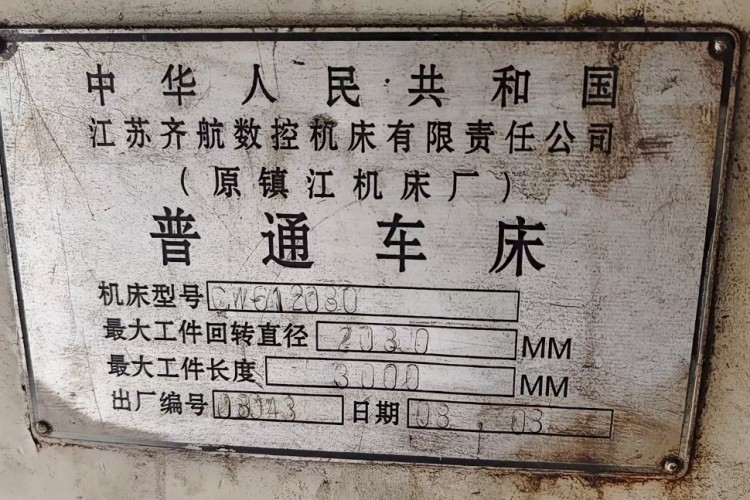 中华人民共和国
江苏齐航数控机床有限责任公司
(原镇江机床厂)
普通车床
机床型号 CW612030
最大工件回转直径 2030 MM
最大工件长度 3000 MM
出厂编号
日期 08.03